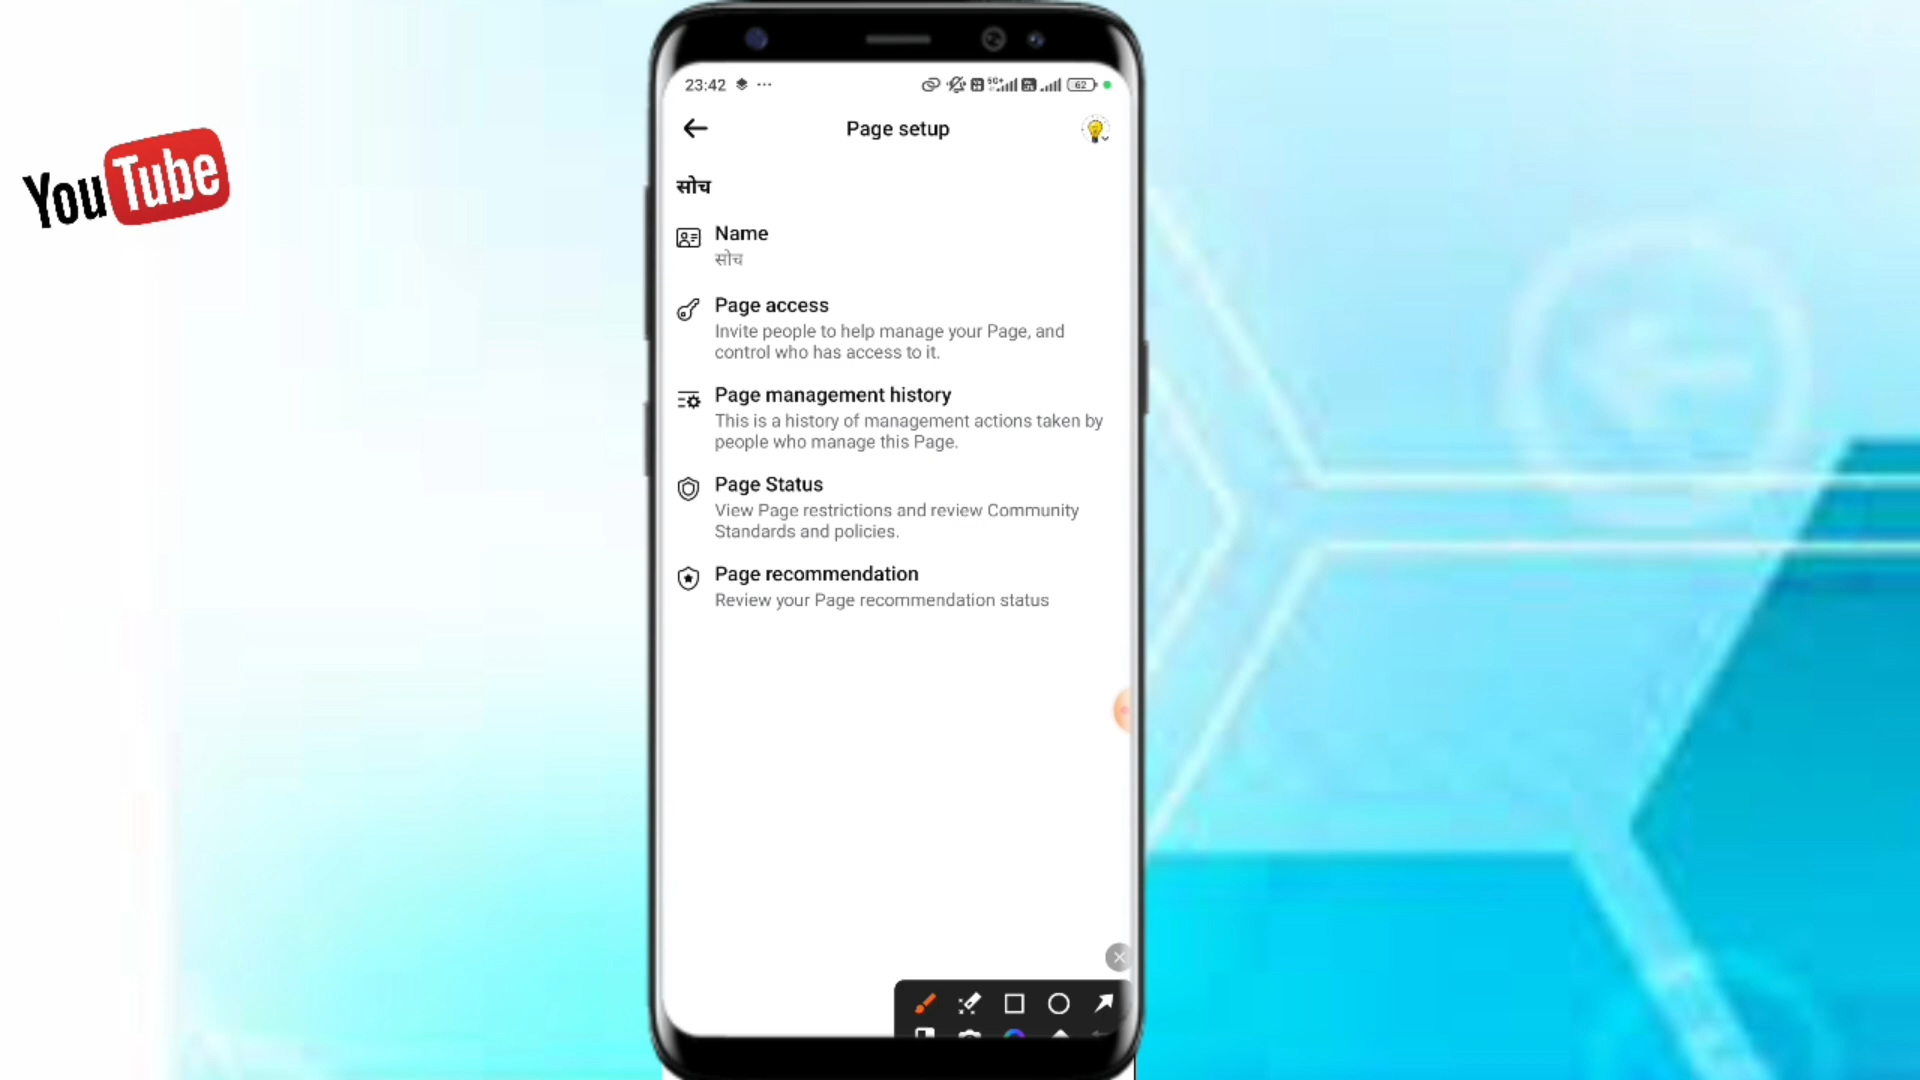 YouTube
23:42
5G+
62
Page setup
सोच
Name
सोच
Page access
Invite people to help manage your Page, and
control who has access to it.
Page management history
This is a history of management actions taken by
people who manage this Page.
Page Status
View Page restrictions and review Community
Standards and policies.
Page recommendation
Review your Page recommendation status